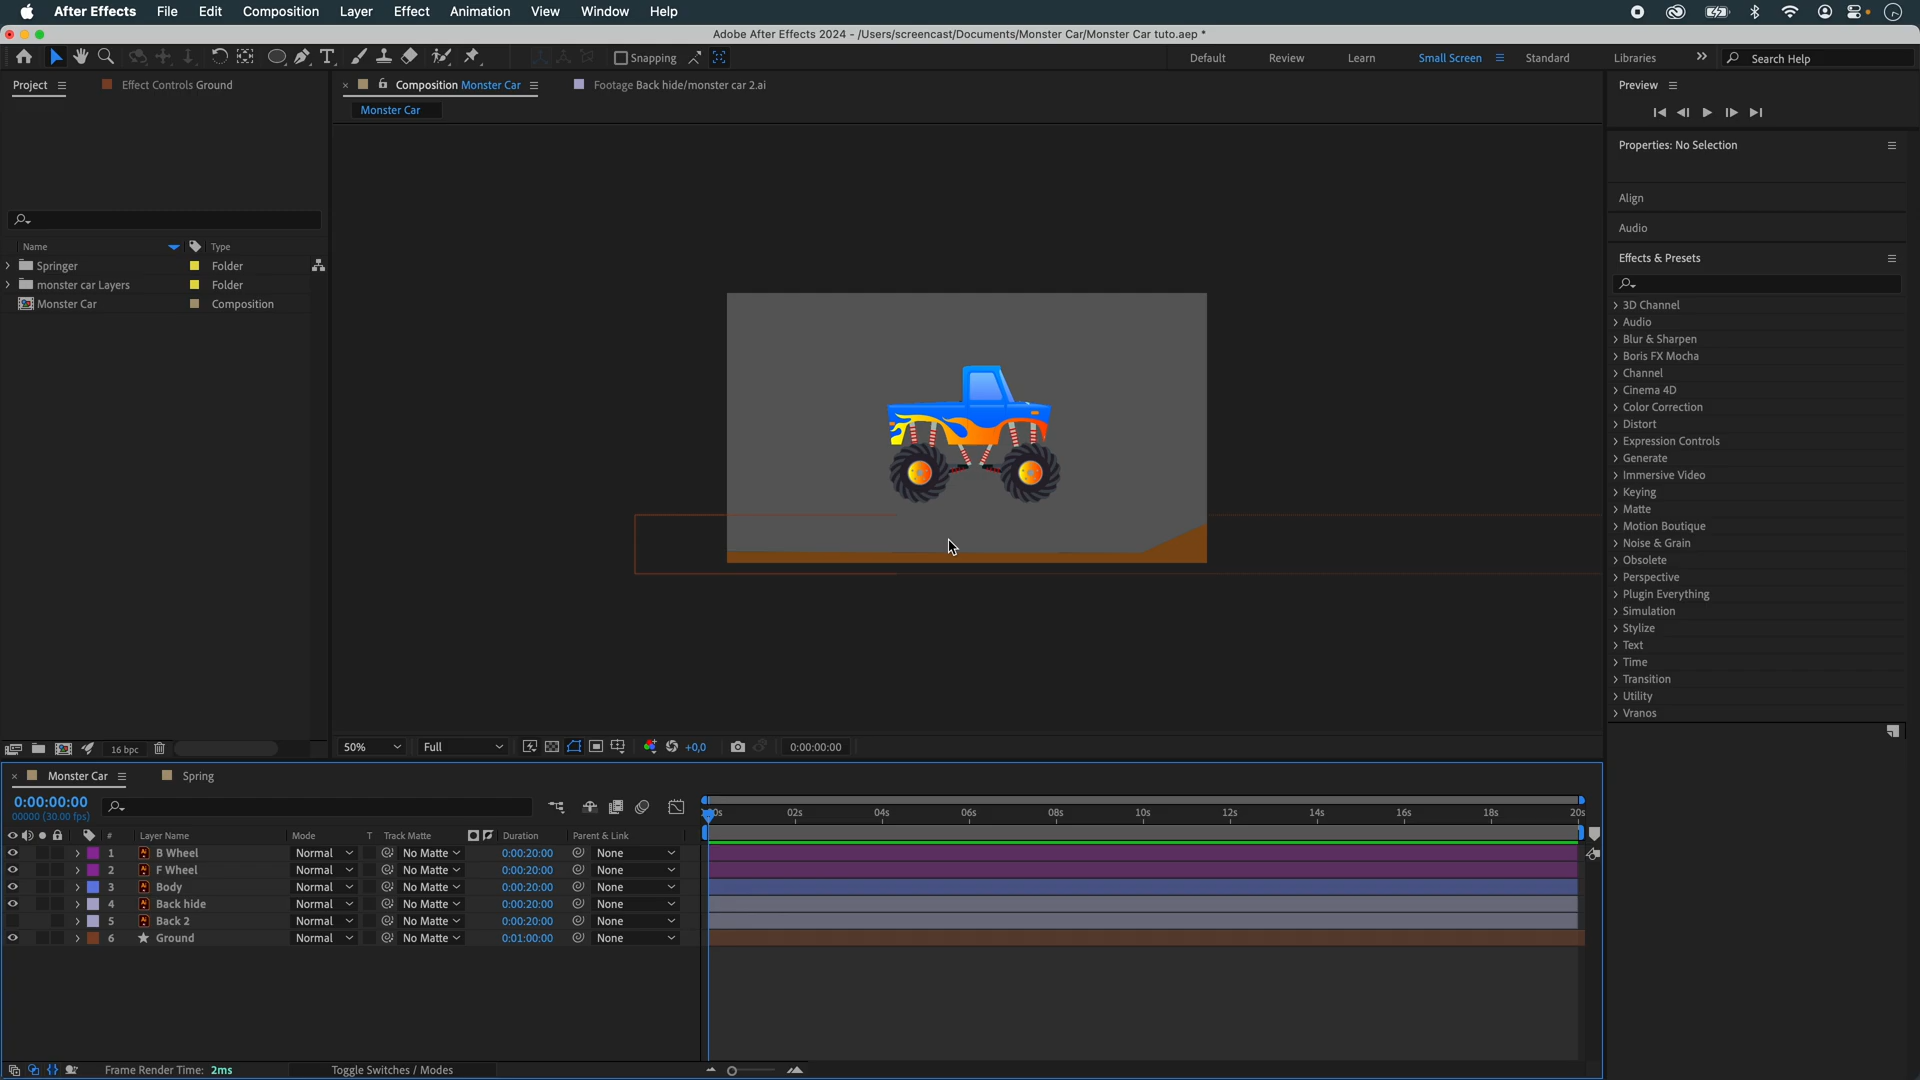 After Effects File Edit Composition Layer Effect Animation View Window Help
Adobe After Effects 2024 - /Users/screencast/Documents/Monster Car/Monster Car tuto.aep *
Snapping Default Review Learn Small Screen Standard Libraries Search Help
Project Effect Controls Ground Composition Monster Car Footage Back hide/monster car 2.ai Preview
Monster Car
Properties: No Selection
Align
Audio
Name Type Effects & Presets
Springer Folder
monster car Layers Folder
Monster Car Composition
3D Channel
Audio
Blur & Sharpen
Boris FX Mocha
Channel
Cinema 4D
Color Correction
Distort
Expression Controls
Generate
Immersive Video
Keying
Matte
Motion Boutique
Noise & Grain
Obsolete
Perspective
Plugin Everything
Simulation
Stylize
Text
Time
Transition
Utility
Vranos
16 bpc 50% Full +0,0 0:00:00:00
Monster Car Spring
0:00:00:00
00000 (30.00 fps)
02s 04s 06s 08s 10s 12s 14s 16s 18s 20s
# Layer Name Mode T Track Matte Duration Parent & Link
1 B Wheel Normal No Matte 0:00:20:00 None
2 F Wheel Normal No Matte 0:00:20:00 None
3 Body Normal No Matte 0:00:20:00 None
4 Back hide Normal No Matte 0:00:20:00 None
5 Back 2 Normal No Matte 0:00:20:00 None
6 Ground Normal No Matte 0:01:00:00 None
Frame Render Time: 2ms Toggle Switches / Modes